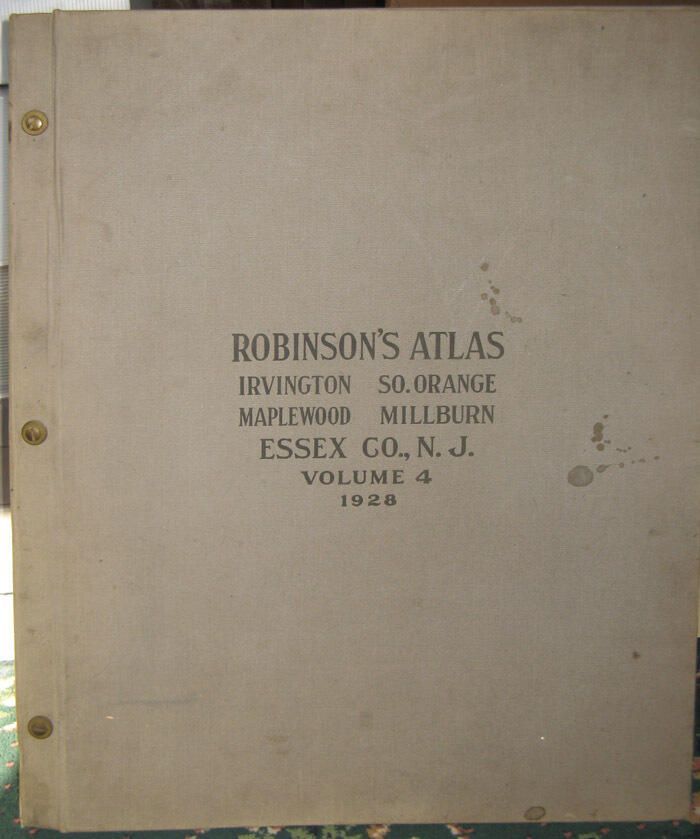 ROBINSON'S ATLAS
IRVINGTON SO. ORANGE
MAPLEWOOD MILLBURN
ESSEX CO., N. J.
VOLUME 4
1928